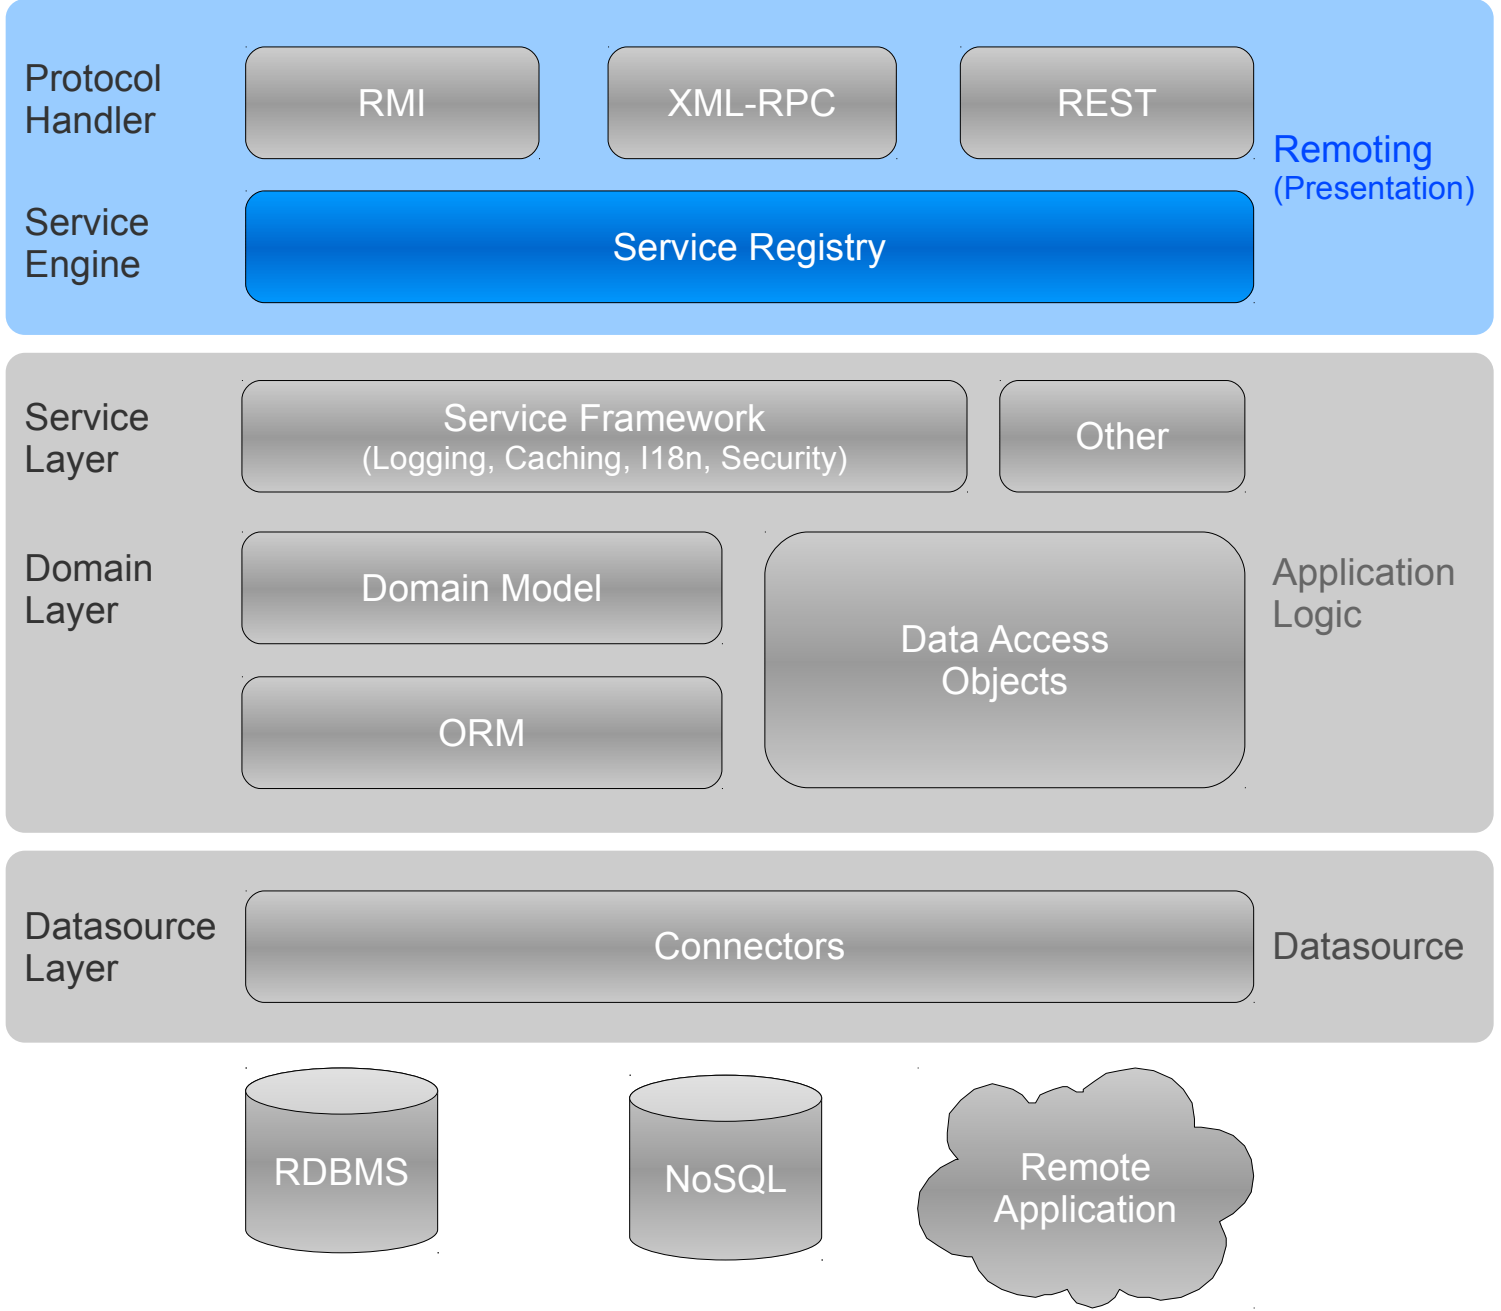 Protocol
Handler
RMI
XML-RPC
REST
Remoting
(Presentation)
Service
Engine
Service Registry
Service
Layer
Service Framework
(Logging, Caching, I18n, Security)
Other
Domain
Layer
Domain Model
Data Access
Objects
Application
Logic
ORM
Datasource
Layer
Connectors
Datasource
RDBMS
NoSQL
Remote
Application